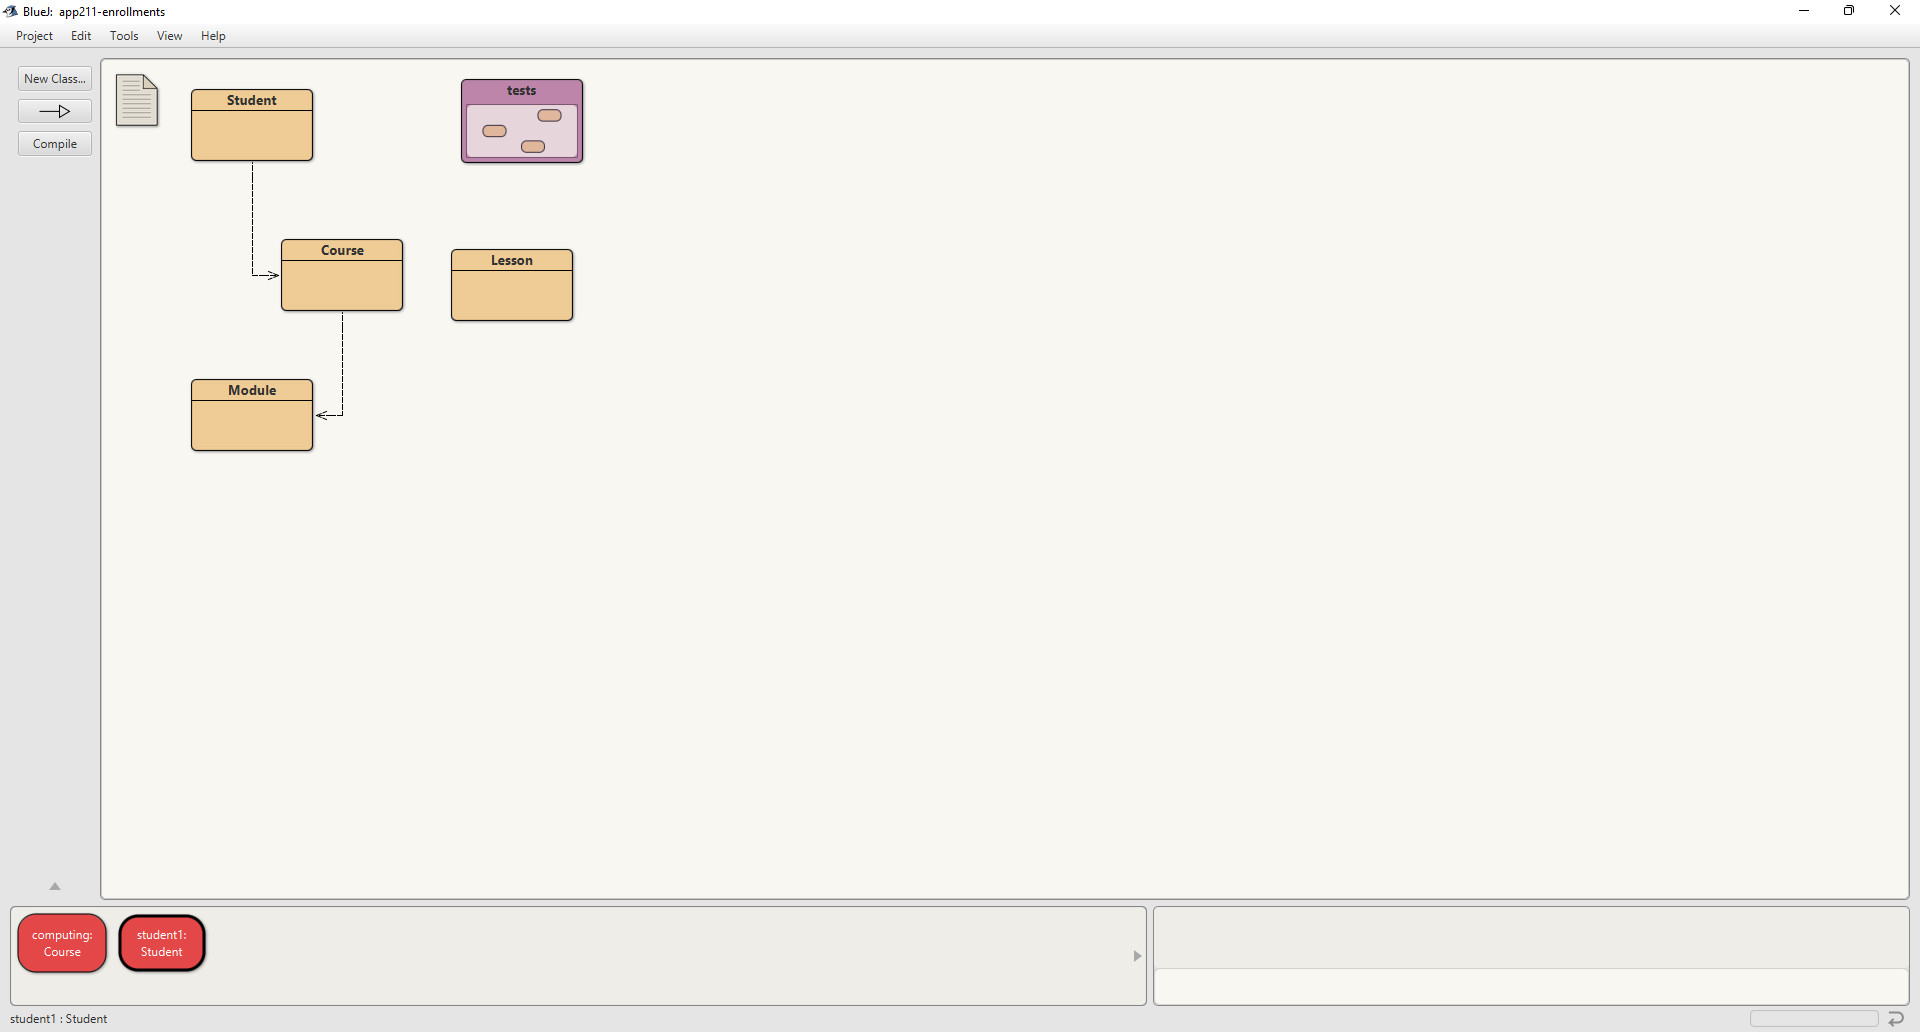 BlueJ: app211-enrollments
Project Edit Tools View Help
New Class...
Compile
Student
tests
Course
Lesson
Module
computing:
Course
student1:
Student
student1 : Student